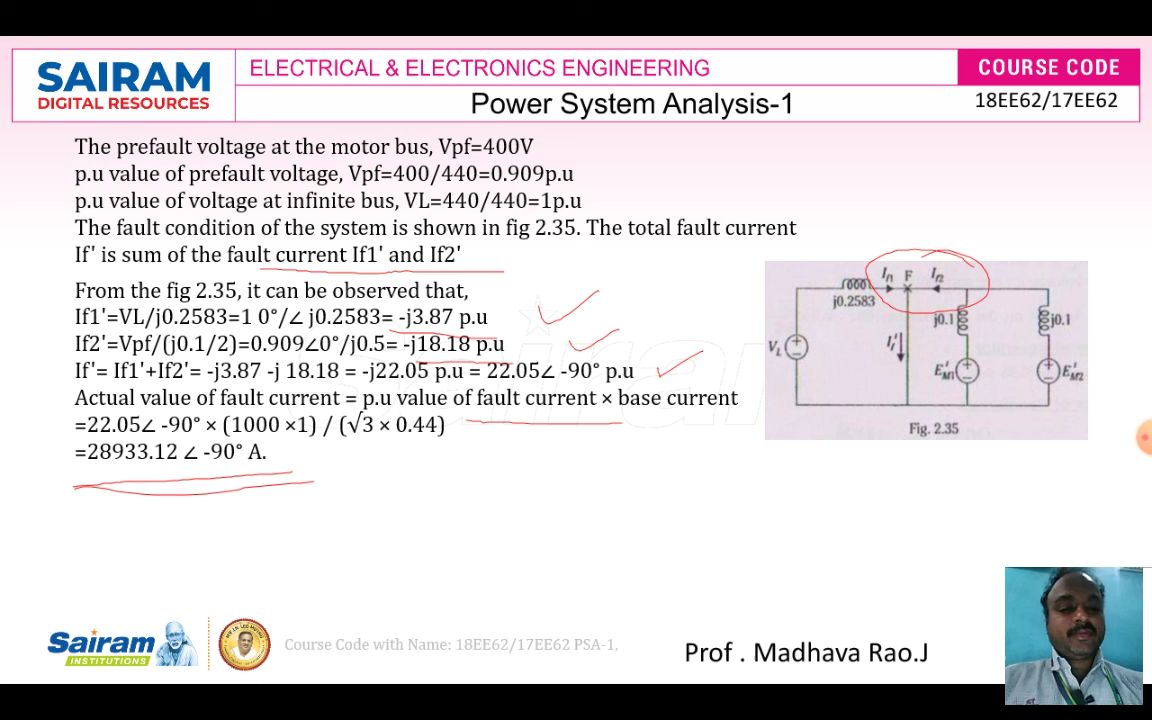 SAIRAM
DIGITAL RESOURCES
ELECTRICAL & ELECTRONICS ENGINEERING
Power System Analysis-1
COURSE CODE
18EE62/17EE62
The prefault voltage at the motor bus, Vpf=400V
p.u value of prefault voltage, Vpf=400/440=0.909p.u
p.u value of voltage at infinite bus, VL=440/440=1p.u
The fault condition of the system is shown in fig 2.35. The total fault current
If' is sum of the fault current If1' and If2'
From the fig 2.35, it can be observed that,
If1'=VL/j0.2583=1 0°/∠ j0.2583= -j3.87 p.u
If2'=Vpf/(j0.1/2)=0.909∠0°/j0.5= -j18.18 p.u
If'= If1'+If2'= -j3.87 -j 18.18 = -j22.05 p.u = 22.05∠ -90° p.u
Actual value of fault current = p.u value of fault current × base current
=22.05∠ -90° × (1000 ×1) / (√3 × 0.44)
=28933.12 ∠ -90° A.
If1 F If2
j0.2583
j0.1
j0.1
VL
If'
E'M1
E'M2
Fig. 2.35
Sairam
INSTITUTIONS
Course Code with Name: 18EE62/17EE62 PSA-1,
Prof . Madhava Rao.J